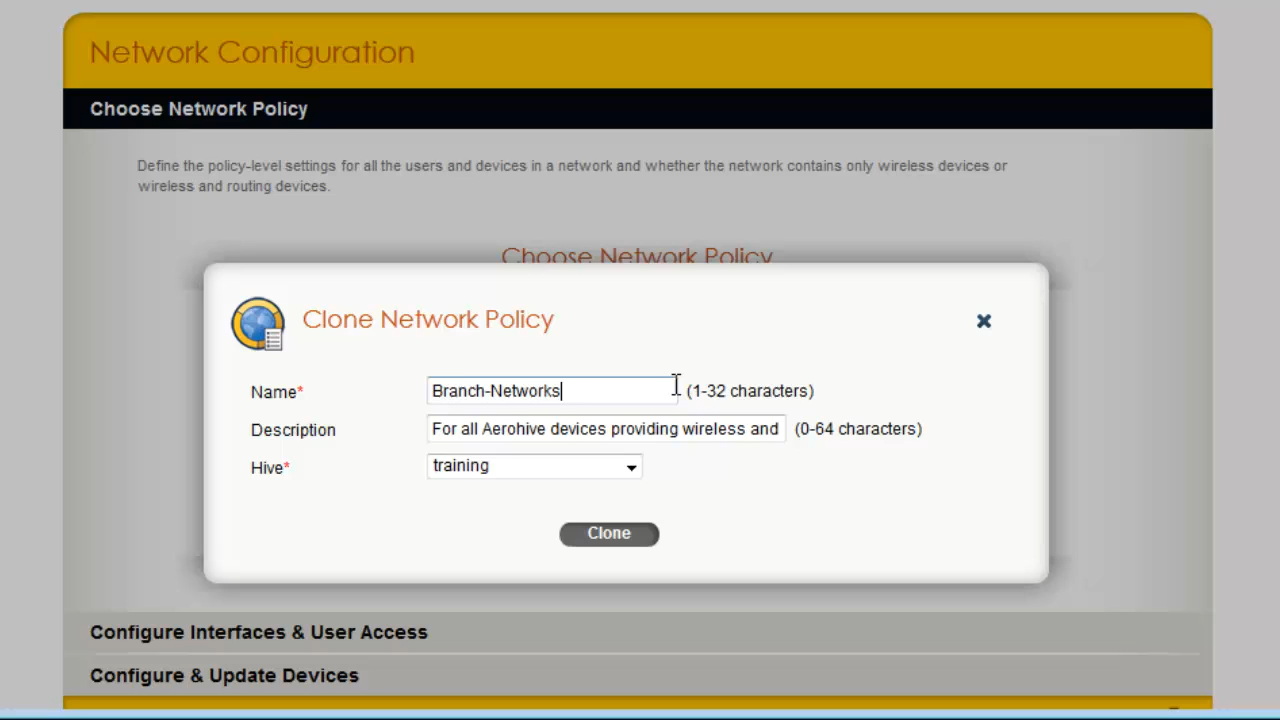 Network Configuration
Choose Network Policy
Define the policy-level settings for all the users and devices in a network and whether the network contains only wireless devices or
wireless and routing devices.
Choose Network Policy
Clone Network Policy
Name* Branch-Networks (1-32 characters)
Description For all Aerohive devices providing wireless and (0-64 characters)
Hive* training
Clone
Configure Interfaces & User Access
Configure & Update Devices